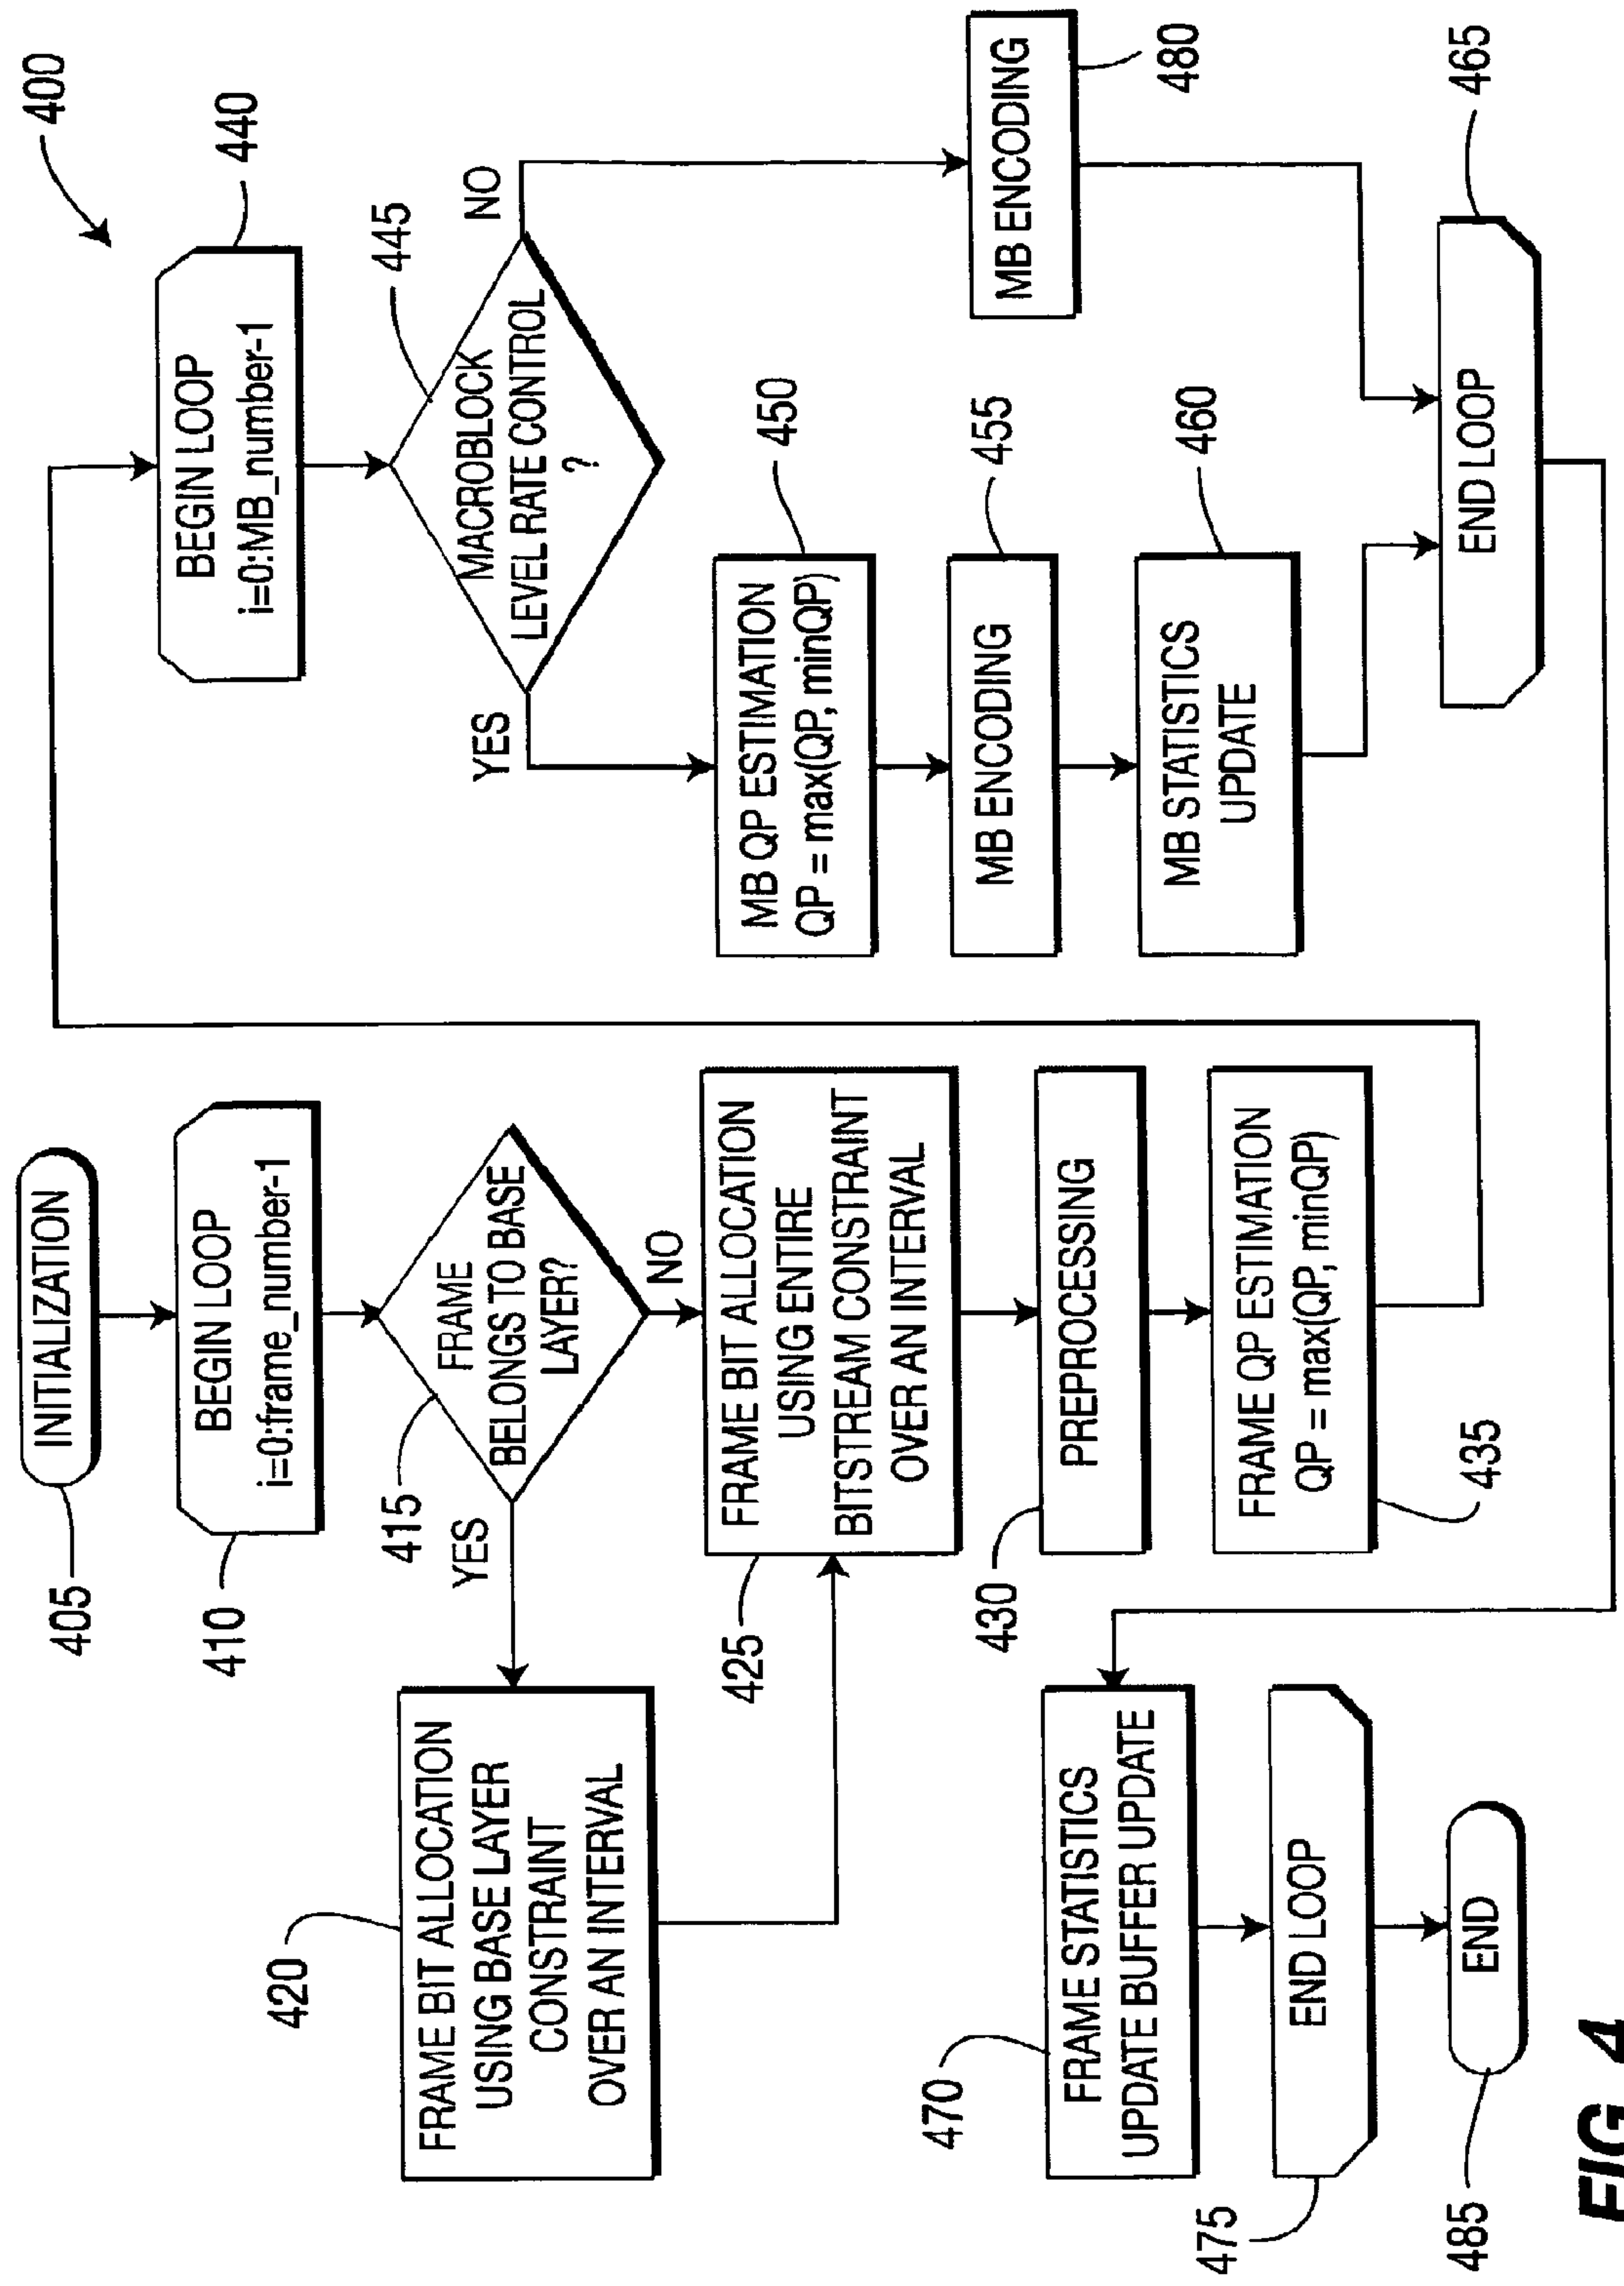 400
405
INITIALIZATION
410
BEGIN LOOP
i=0:frame_number-1
415
FRAME
BELONGS TO BASE
LAYER?
YES
NO
420
FRAME BIT ALLOCATION
USING BASE LAYER
CONSTRAINT
OVER AN INTERVAL
425
FRAME BIT ALLOCATION
USING ENTIRE
BITSTREAM CONSTRAINT
OVER AN INTERVAL
430
PREPROCESSING
FRAME QP ESTIMATION
QP = max(QP, minQP)
435
440
BEGIN LOOP
i=0:MB_number-1
445
MACROBLOCK
LEVEL RATE CONTROL
?
YES
NO
450
MB QP ESTIMATION
QP = max(QP, minQP)
455
MB ENCODING
460
MB STATISTICS
UPDATE
MB ENCODING
480
465
END LOOP
470
FRAME STATISTICS
UPDATE BUFFER UPDATE
475
END LOOP
485
END
FIG. 4